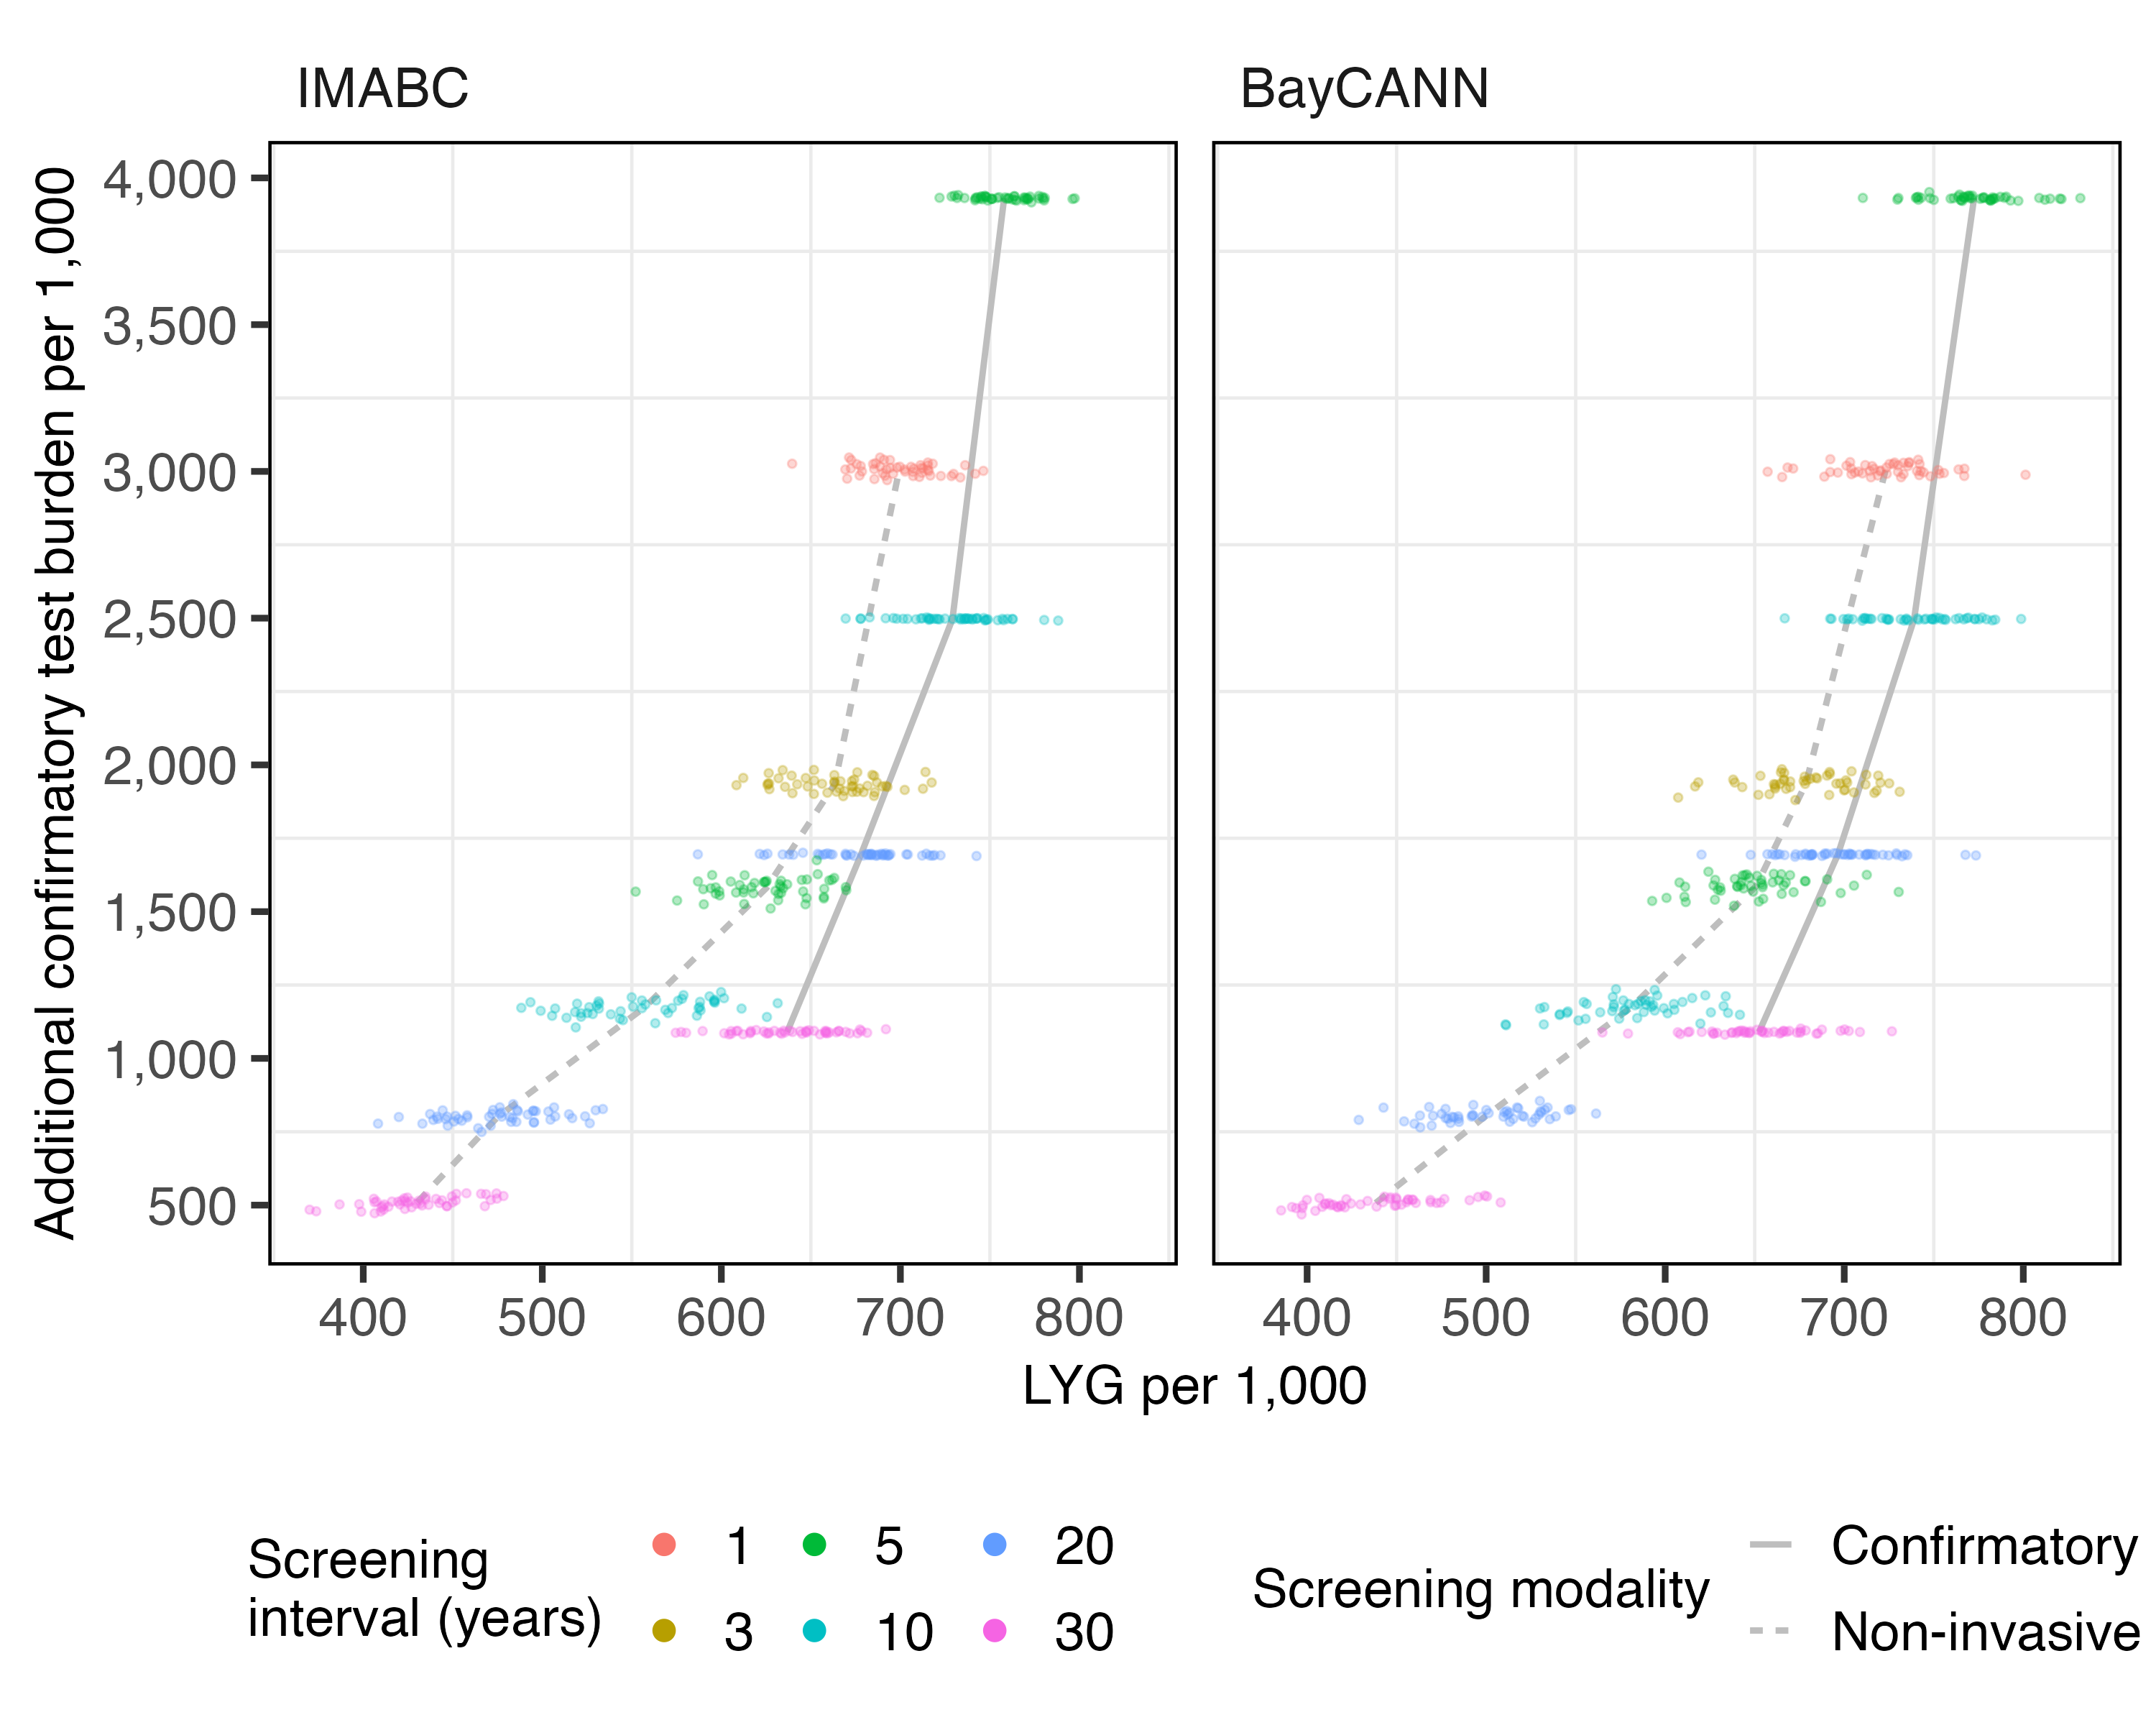 IMABC
BayCANN
Additional confirmatory test burden per 1,000
4,000
3,500
3,000
2,500
2,000
1,500
1,000
500
400 500 600 700 800
400 500 600 700 800
LYG per 1,000
Screening
interval (years)
1
5
20
3
10
30
Screening modality
Confirmatory
Non-invasive